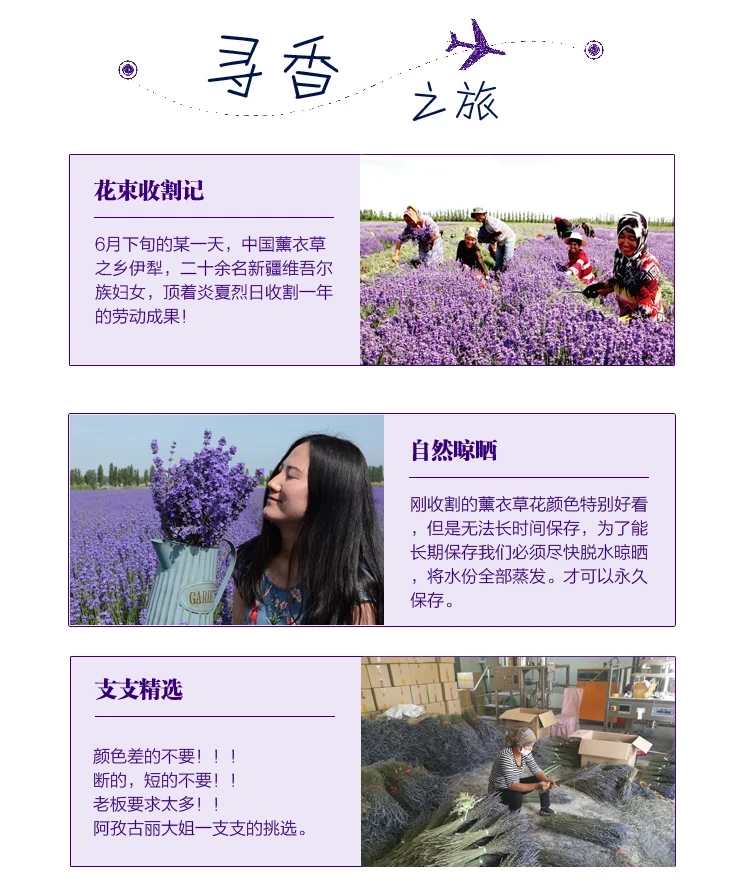 寻香
之旅
花束收割记
6月下旬的某一天，中国薰衣草
之乡伊犁，二十余名新疆维吾尔
族妇女，顶着炎夏烈日收割一年
的劳动成果！
自然晾晒
刚收割的薰衣草花颜色特别好看
，但是无法长时间保存，为了能
长期保存我们必须尽快脱水晾晒
，将水份全部蒸发。才可以永久
保存。
GARDEN
支支精选
颜色差的不要！！！
断的，短的不要！！
老板要求太多！！
阿孜古丽大姐一支支的挑选。